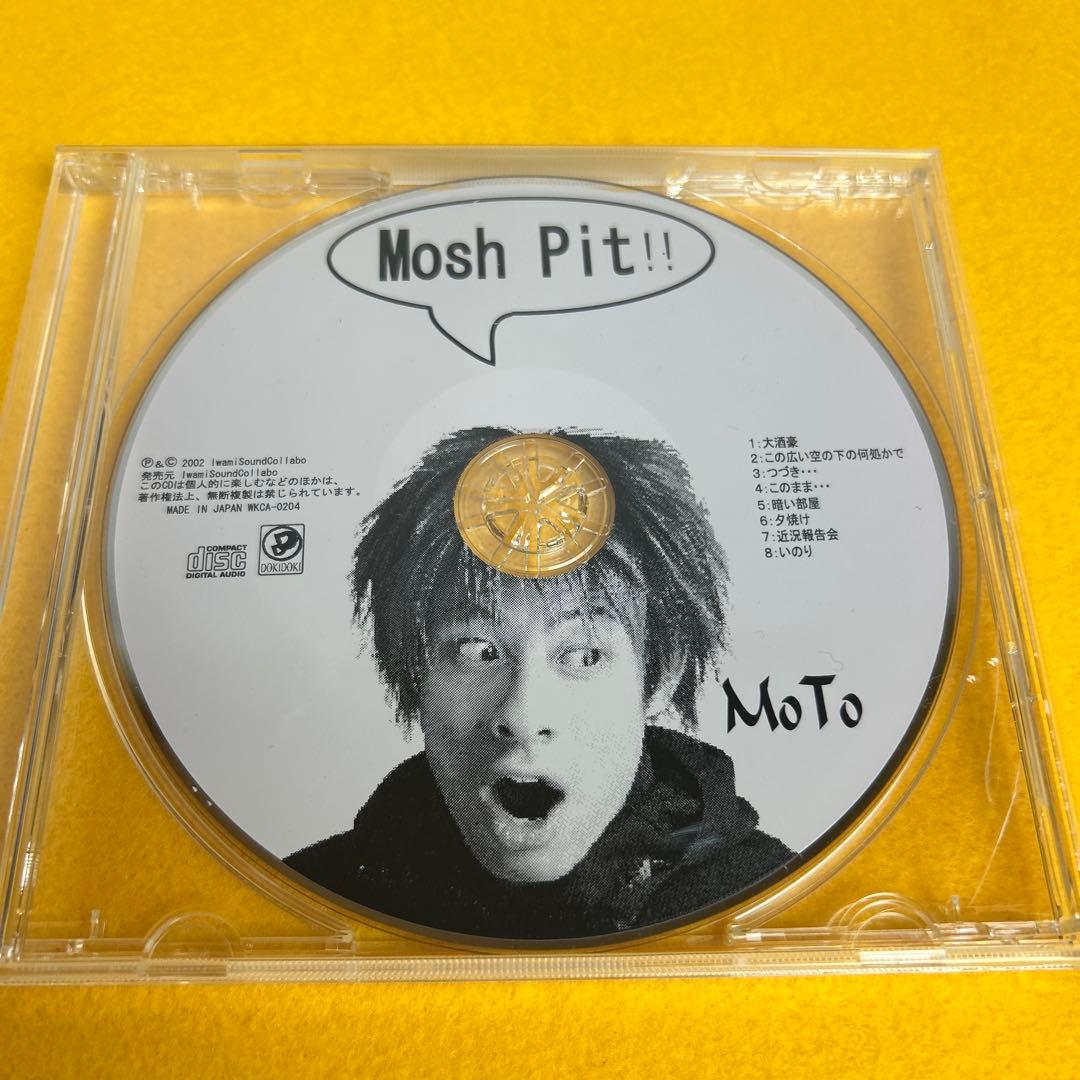 Mosh Pit!!
℗&© 2002 IwamiSoundCollabo
発売元 IwamiSoundCollabo
このCDは個人的に楽しむなどのほかは、
著作権法上、無断複製は禁じられています。
MADE IN JAPAN WKCA-0204
COMPACT
disc
DIGITAL AUDIO
DOKIDOKI
1:大酒豪
2:この広い空の下の何処かで
3:つづき･･･
4:このまま･･･
5:暗い部屋
6:夕焼け
7:近況報告会
8:いのり
MoTo